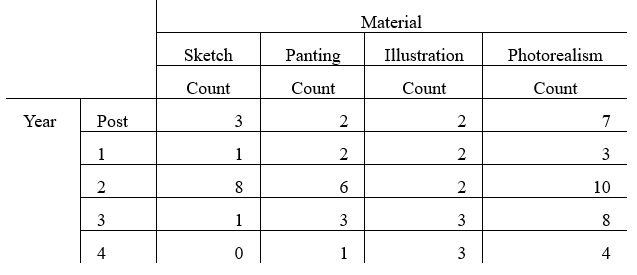 Material
Sketch Panting Illustration Photorealism
Count Count Count Count
Year Post 3 2 2 7
1 1 2 2 3
2 8 6 2 10
3 1 3 3 8
4 0 1 3 4